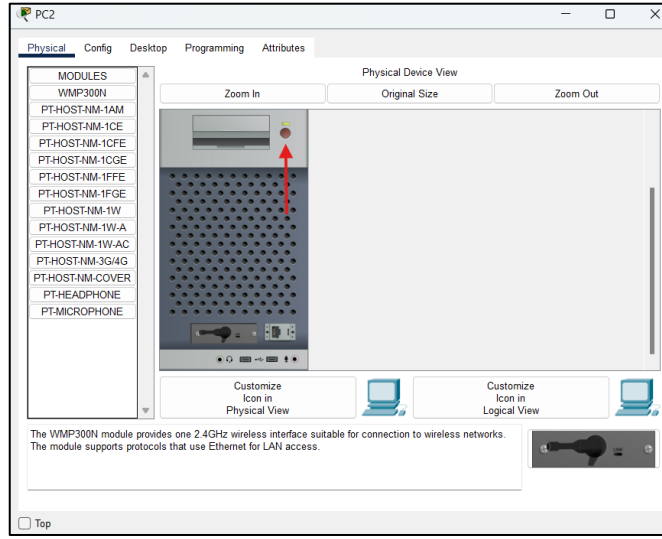 PC2
Physical Config Desktop Programming Attributes
MODULES
WMP300N
PT-HOST-NM-1AM
PT-HOST-NM-1CE
PT-HOST-NM-1CFE
PT-HOST-NM-1CGE
PT-HOST-NM-1FFE
PT-HOST-NM-1FGE
PT-HOST-NM-1W
PT-HOST-NM-1W-A
PT-HOST-NM-1W-AC
PT-HOST-NM-3G/4G
PT-HOST-NM-COVER
PT-HEADPHONE
PT-MICROPHONE
Physical Device View
Zoom In Original Size Zoom Out
Customize
Icon in
Physical View
Customize
Icon in
Logical View
The WMP300N module provides one 2.4GHz wireless interface suitable for connection to wireless networks.
The module supports protocols that use Ethernet for LAN access.
Top